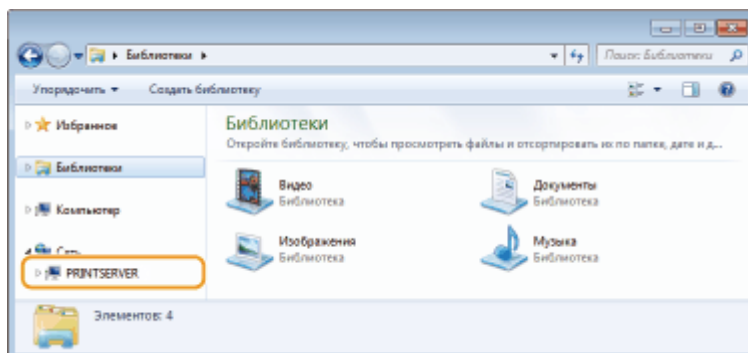 Библиотеки
Поиск: Библиотеки
Упорядочить
Создать библиотеку
Избранное
Библиотеки
Компьютер
Сеть
PRINTSERVER
Библиотеки
Откройте библиотеку, чтобы просмотреть файлы и отсортировать их по папке, дате и д...
Видео
Библиотека
Документы
Библиотека
Изображения
Библиотека
Музыка
Библиотека
Элементов: 4